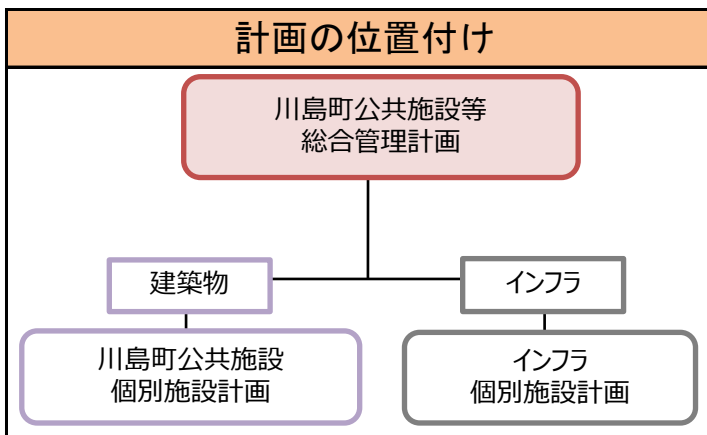 計画の位置付け
川島町公共施設等
総合管理計画
建築物
インフラ
川島町公共施設
個別施設計画
インフラ
個別施設計画